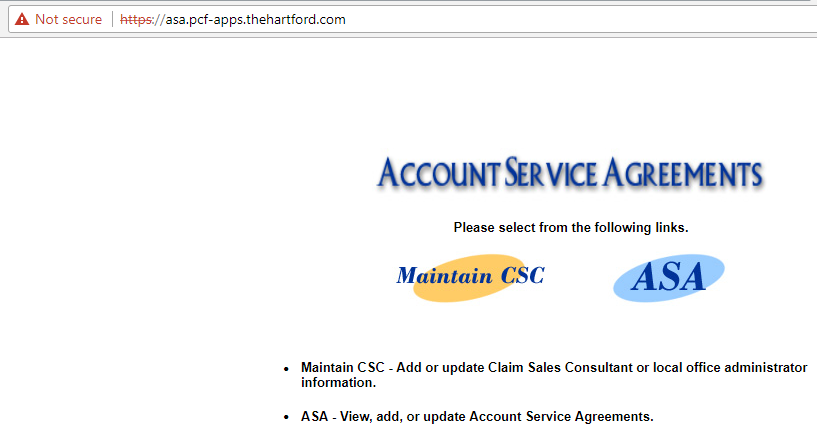 Not secure | https://asa.pcf-apps.thehartford.com
ACCOUNT SERVICE AGREEMENTS
Please select from the following links.
Maintain CSC ASA
• Maintain CSC - Add or update Claim Sales Consultant or local office administrator
information.
• ASA - View, add, or update Account Service Agreements.